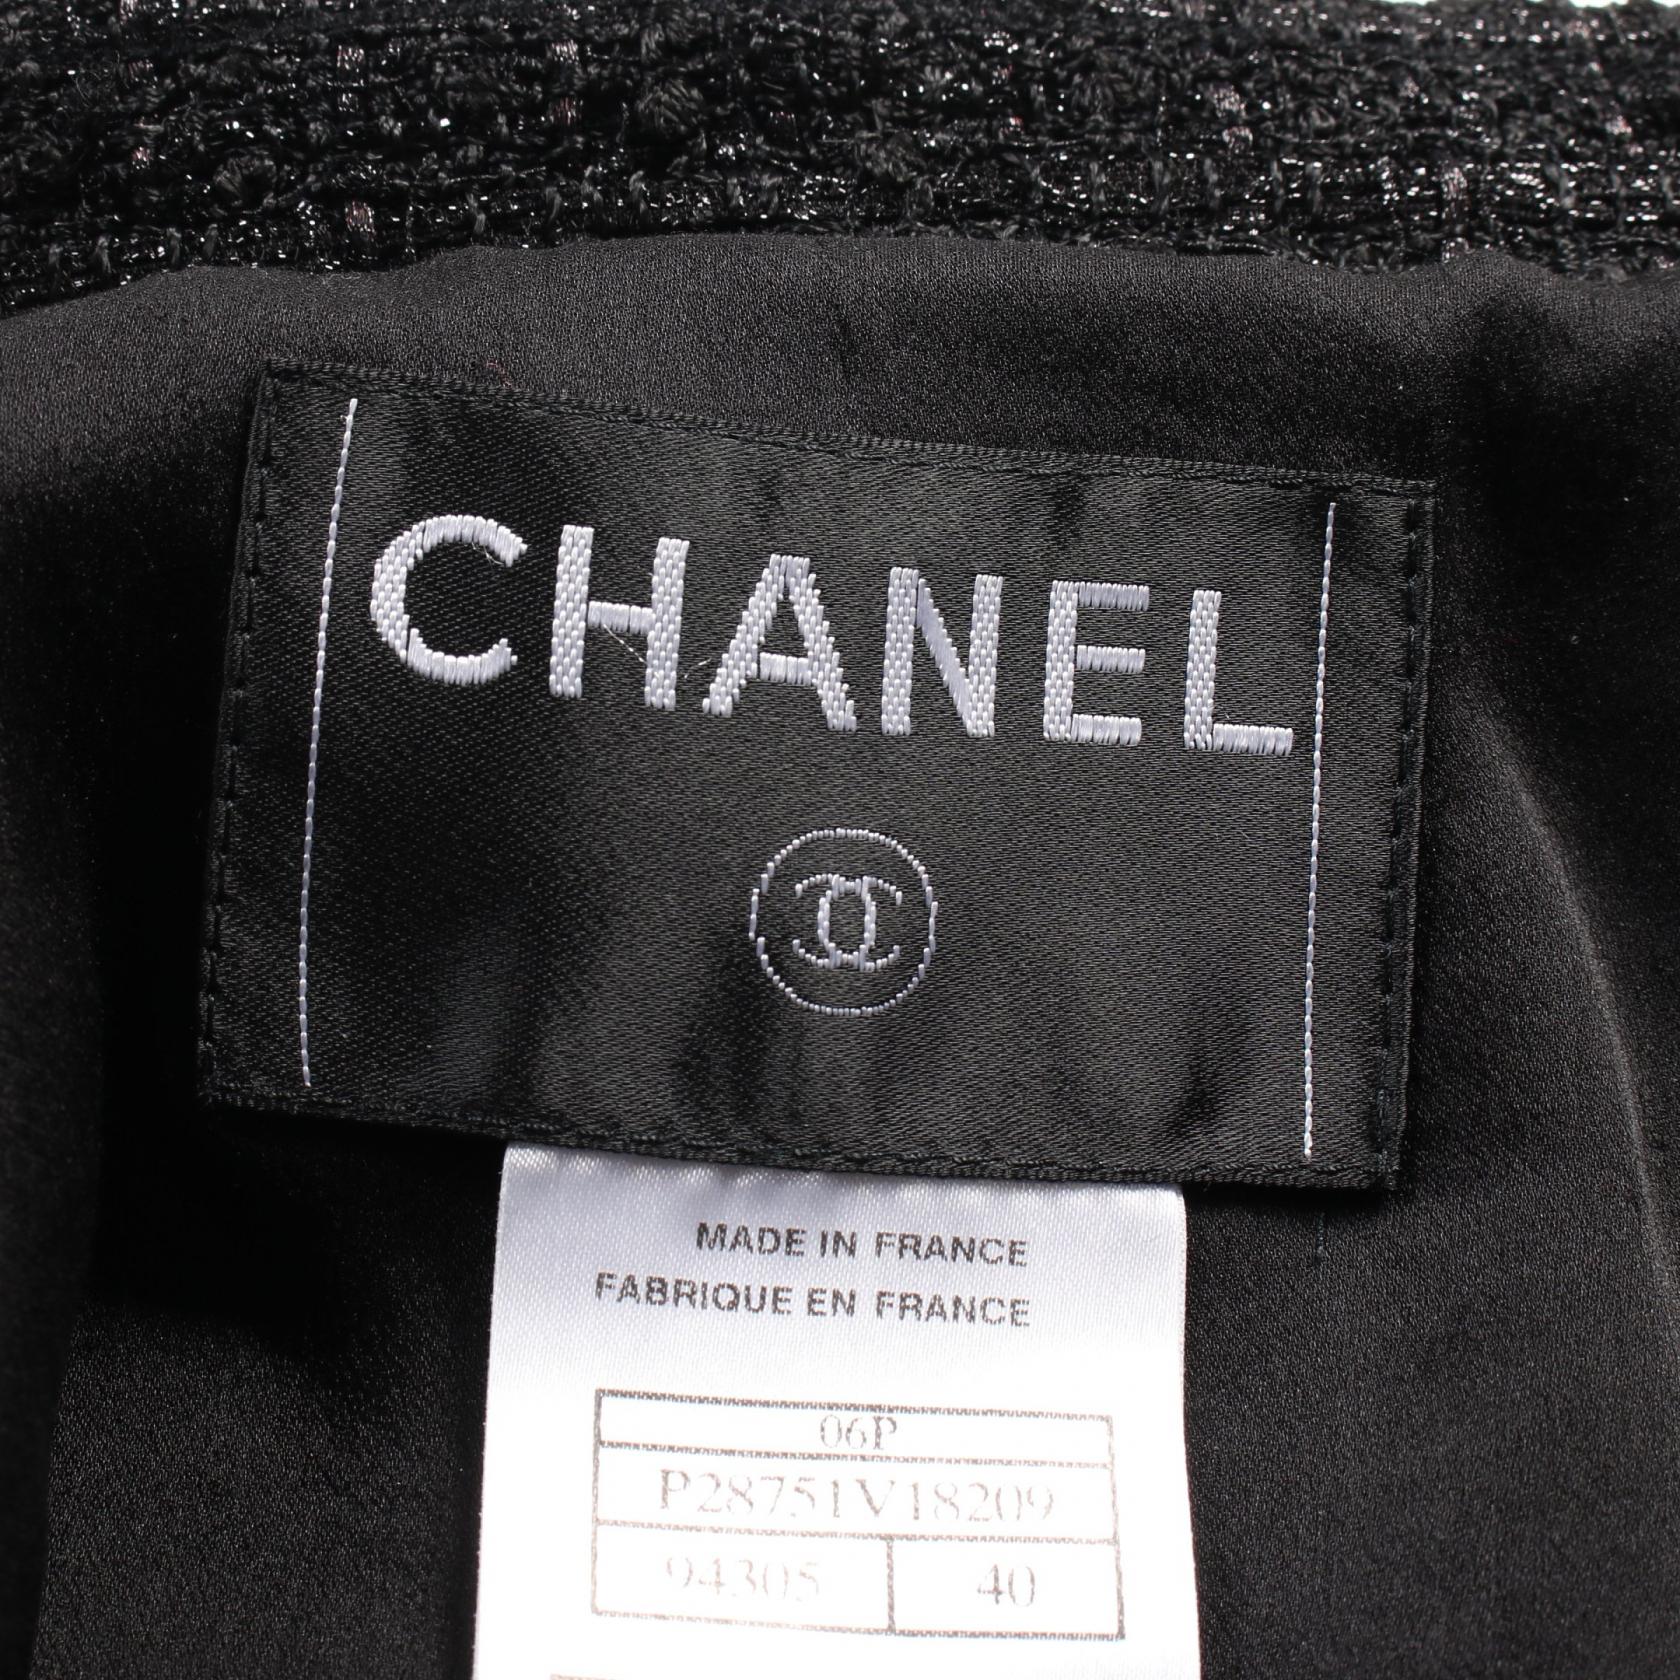 CHANEL
MADE IN FRANCE
FABRIQUE EN FRANCE
06P
P28751V18209
94305 40